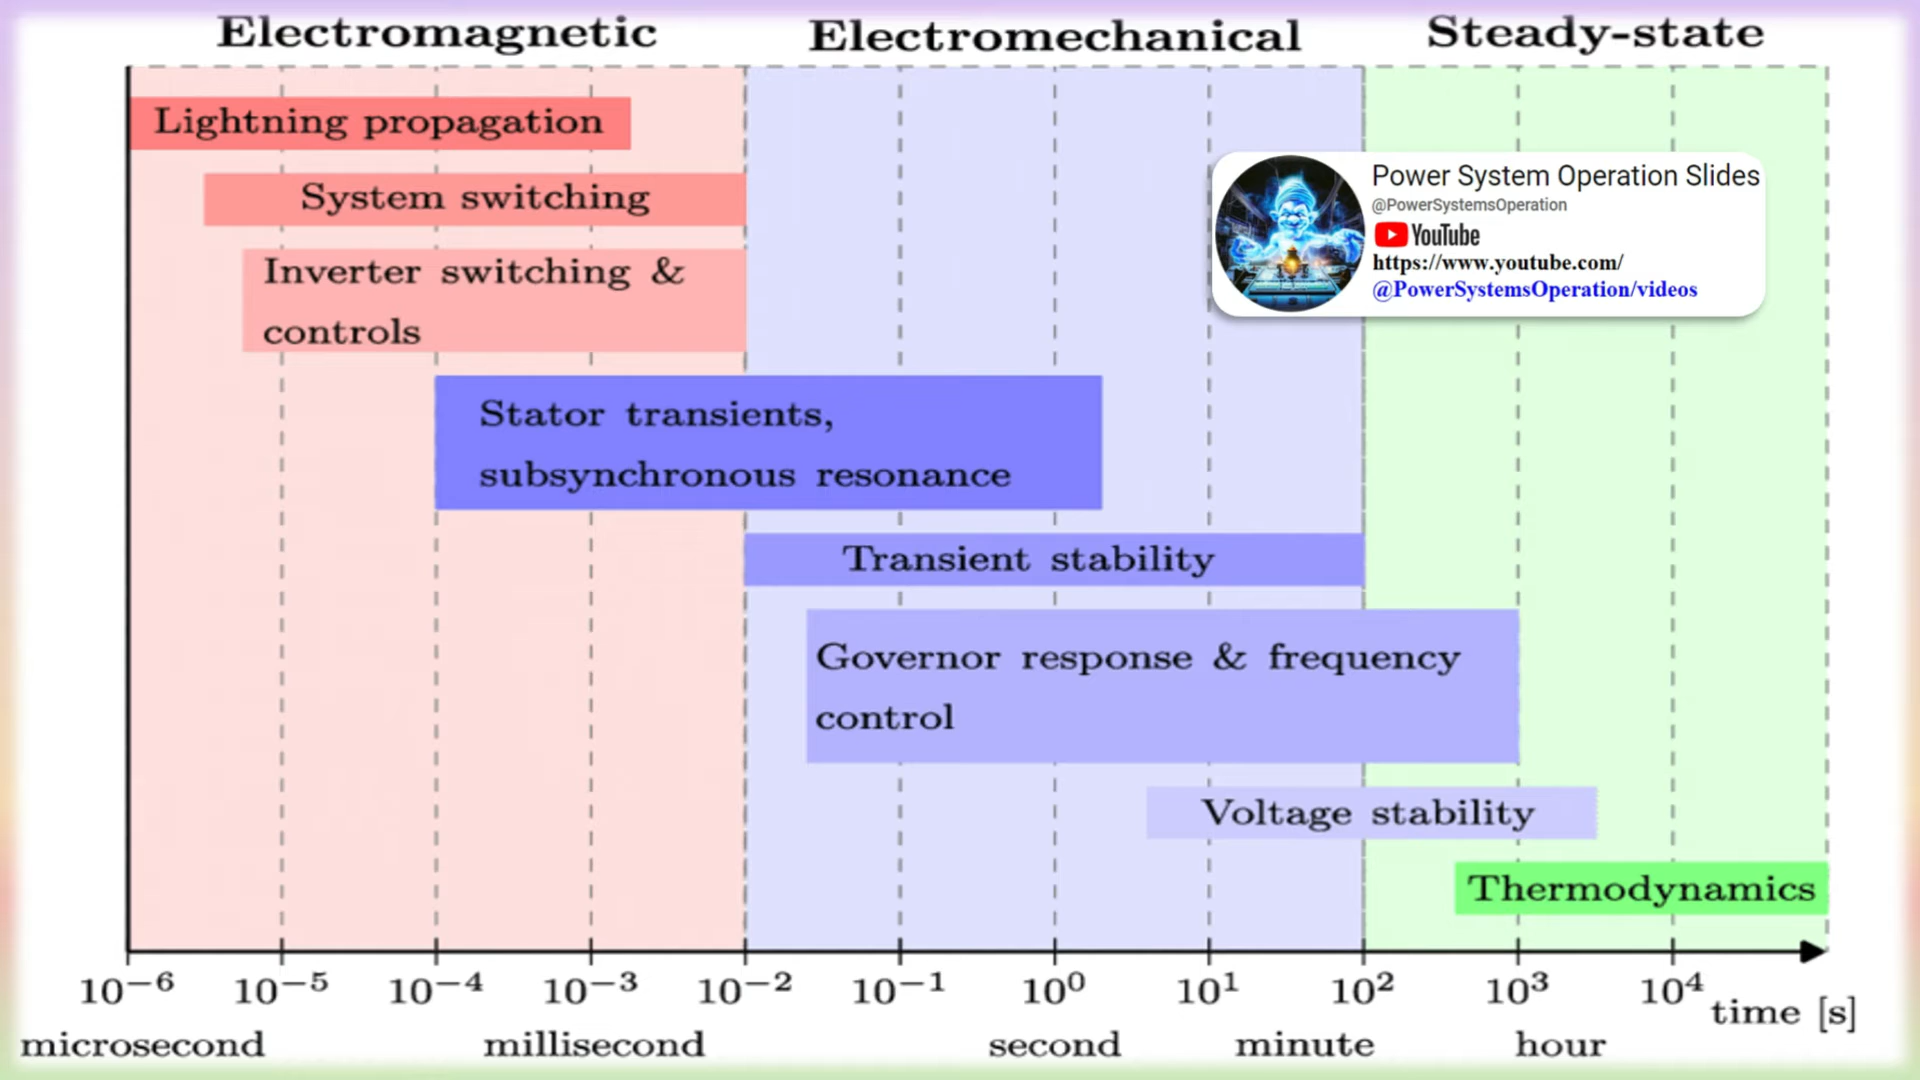 Electromagnetic
Electromechanical
Steady-state
Lightning propagation
System switching
Inverter switching &
controls
Power System Operation Slides
@PowerSystemsOperation
YouTube
https://www.youtube.com/
@PowerSystemsOperation/videos
Stator transients,
subsynchronous resonance
Transient stability
Governor response & frequency
control
Voltage stability
Thermodynamics
10⁻⁶ 10⁻⁵ 10⁻⁴ 10⁻³ 10⁻² 10⁻¹ 10⁰ 10¹ 10² 10³ 10⁴
time [s]
microsecond millisecond second minute hour